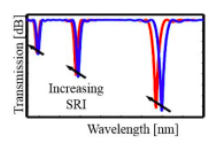 Transmission [dB]
Increasing
SRI
Wavelength [nm]